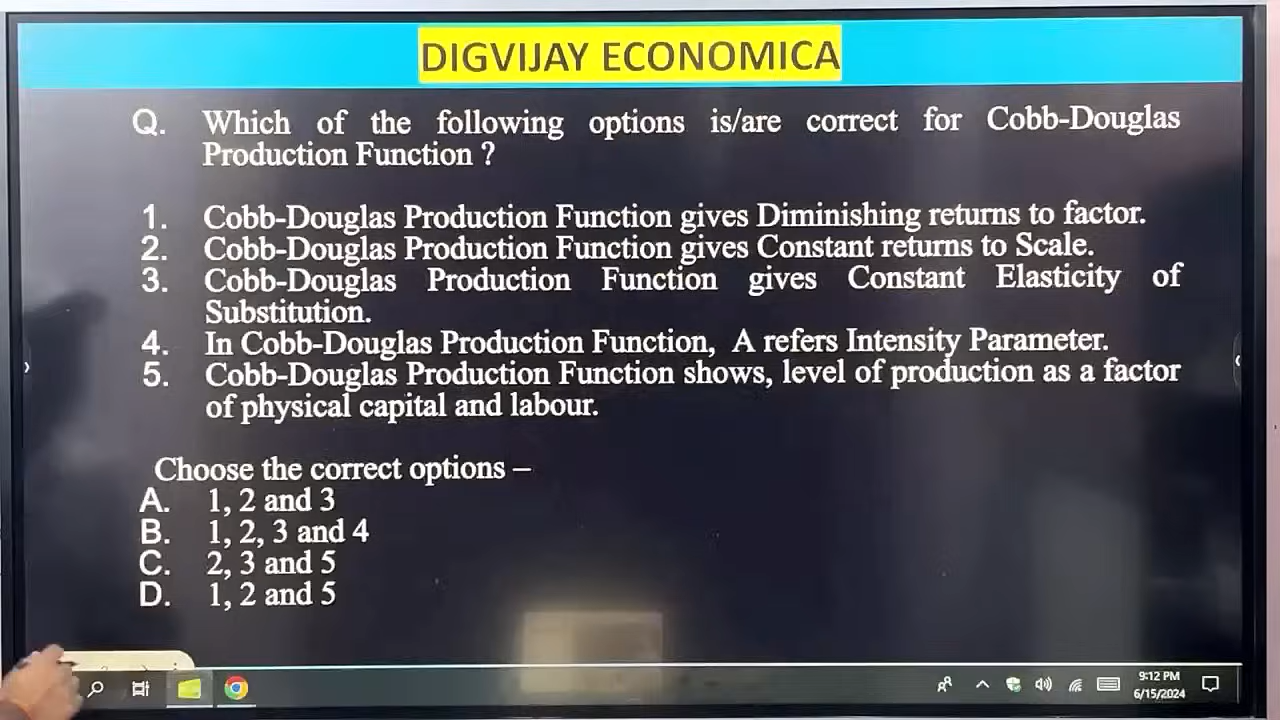 DIGVIJAY ECONOMICA
Q. Which of the following options is/are correct for Cobb-Douglas
Production Function ?
1. Cobb-Douglas Production Function gives Diminishing returns to factor.
2. Cobb-Douglas Production Function gives Constant returns to Scale.
3. Cobb-Douglas Production Function gives Constant Elasticity of
Substitution.
4. In Cobb-Douglas Production Function, A refers Intensity Parameter.
5. Cobb-Douglas Production Function shows, level of production as a factor
of physical capital and labour.
Choose the correct options –
A. 1, 2 and 3
B. 1, 2, 3 and 4
C. 2, 3 and 5
D. 1, 2 and 5
9:12 PM
6/15/2024